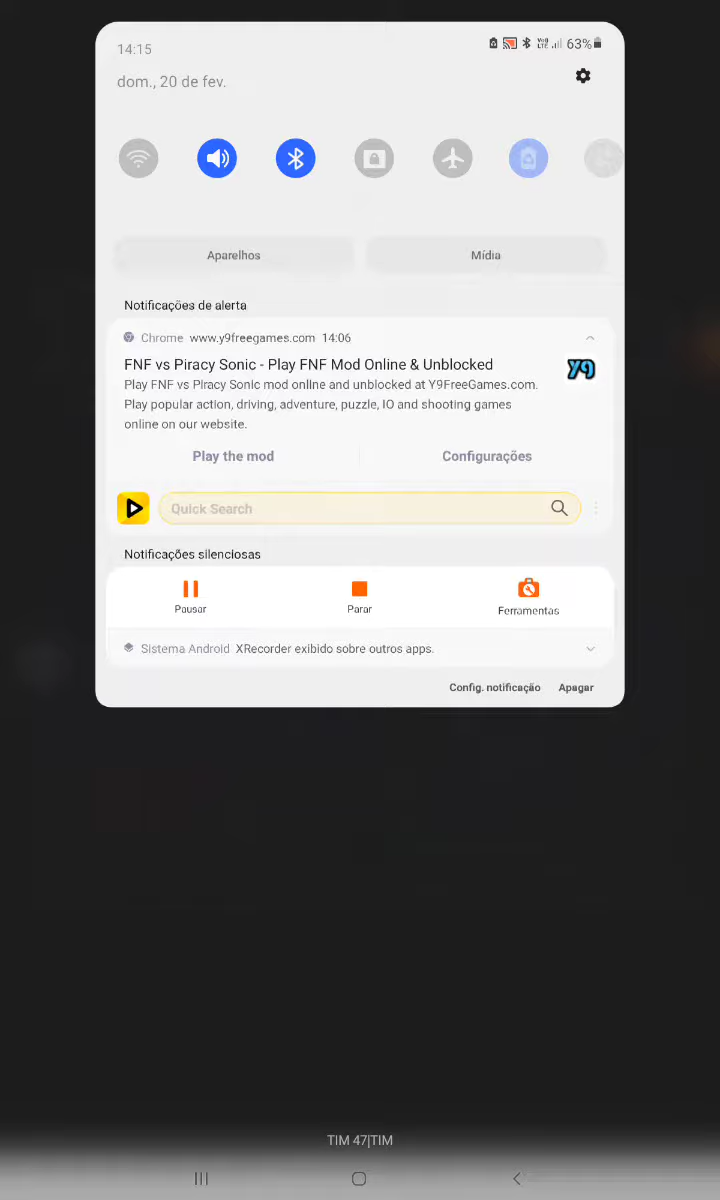 14:15
Vo9 LTE 63%
dom., 20 de fev.
Aparelhos
Mídia
Notificações de alerta
Chrome www.y9freegames.com 14:06
FNF vs Piracy Sonic - Play FNF Mod Online & Unblocked
Play FNF vs Piracy Sonic mod online and unblocked at Y9FreeGames.com.
Play popular action, driving, adventure, puzzle, IO and shooting games
online on our website.
Y9
Play the mod
Configurações
Quick Search
Notificações silenciosas
Pausar
Parar
Ferramentas
Sistema Android XRecorder exibido sobre outros apps.
Config. notificação
Apagar
TIM 47|TIM